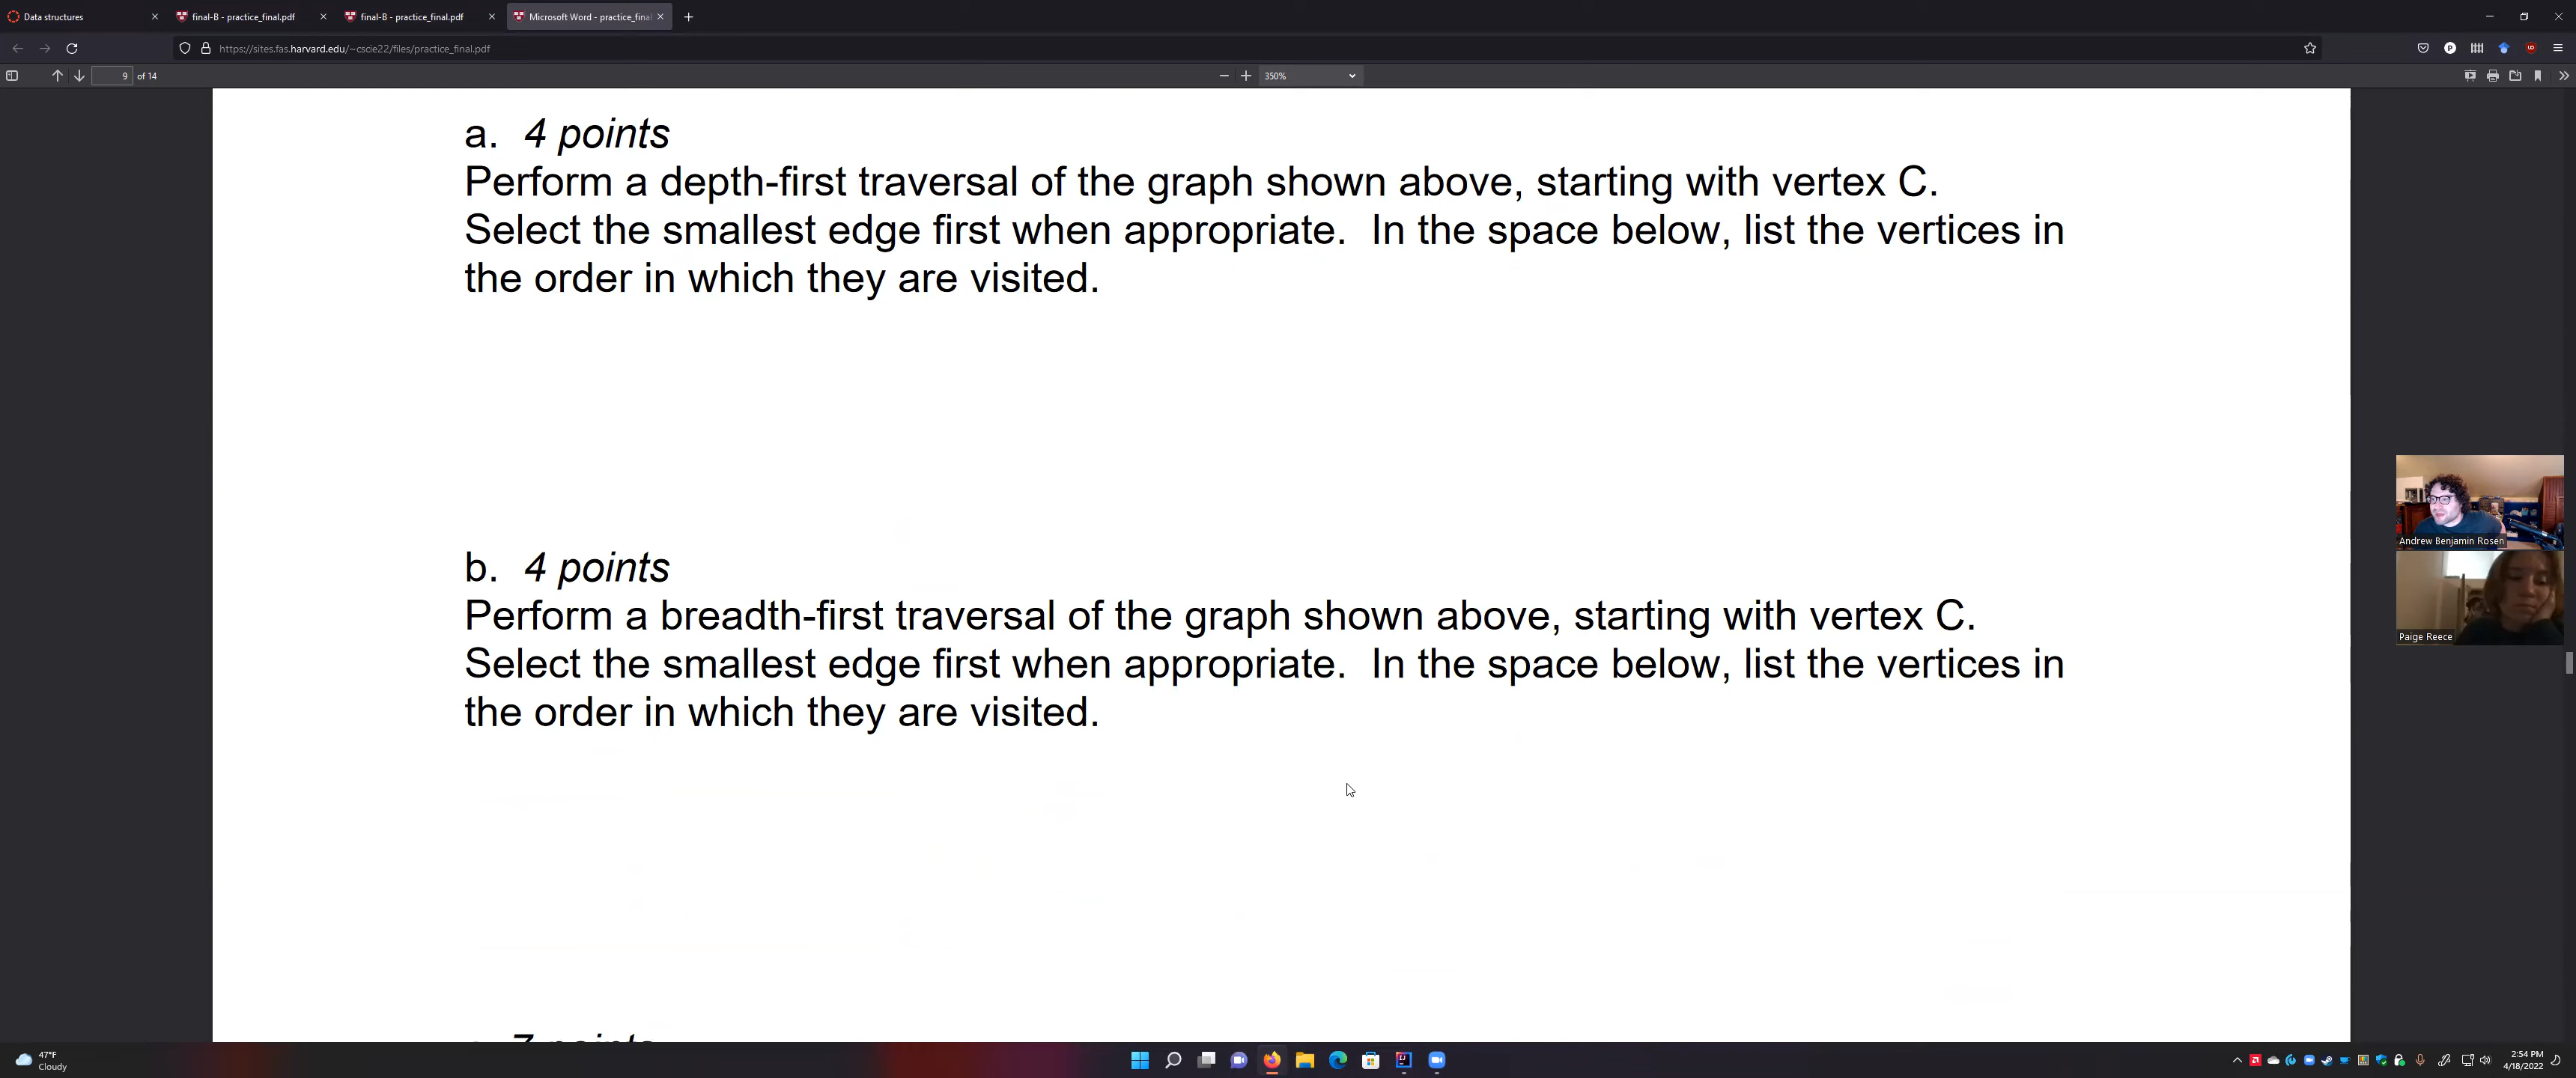 Data structures
final-B - practice_final.pdf
final-B - practice_final.pdf
Microsoft Word - practice_final
https://sites.fas.harvard.edu/~cscie22/files/practice_final.pdf
9 of 14
350%
a. 4 points
Perform a depth-first traversal of the graph shown above, starting with vertex C.
Select the smallest edge first when appropriate. In the space below, list the vertices in
the order in which they are visited.
Andrew Benjamin Rosen
b. 4 points
Perform a breadth-first traversal of the graph shown above, starting with vertex C.
Paige Reece
Select the smallest edge first when appropriate. In the space below, list the vertices in
the order in which they are visited.
7 points
47°F
Cloudy
2:54 PM
4/18/2022